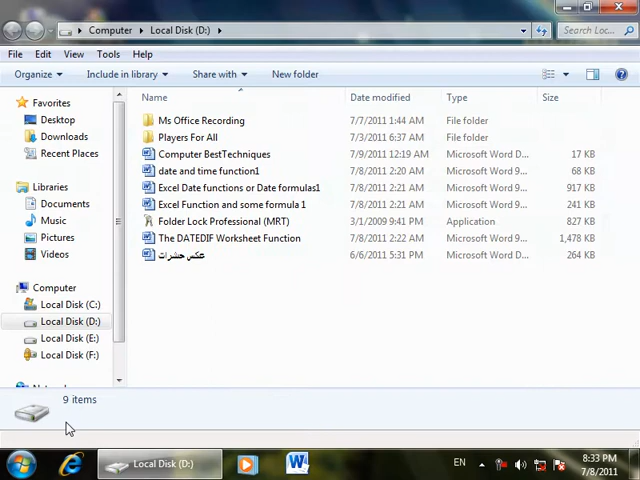 Computer Local Disk (D:) Search Loc...
File Edit View Tools Help
Organize Include in library Share with New folder
Favorites
Desktop
Downloads
Recent Places
Libraries
Documents
Music
Pictures
Videos
Computer
Local Disk (C:)
Local Disk (D:)
Local Disk (E:)
Local Disk (F:)
Name Date modified Type Size
Ms Office Recording 7/7/2011 1:44 AM File folder
Players For All 7/3/2011 6:37 AM File folder
Computer BestTechniques 7/9/2011 12:19 AM Microsoft Word D... 17 KB
date and time function1 7/8/2011 2:20 AM Microsoft Word 9... 68 KB
Excel Date functions or Date formulas1 7/8/2011 2:21 AM Microsoft Word 9... 917 KB
Excel Function and some formula 1 7/8/2011 2:21 AM Microsoft Word 9... 241 KB
Folder Lock Professional (MRT) 3/1/2009 9:41 PM Application 827 KB
The DATEDIF Worksheet Function 7/8/2011 2:22 AM Microsoft Word 9... 1,478 KB
عکس حشرات 6/6/2011 5:31 PM Microsoft Word D... 264 KB
9 items
Local Disk (D:) EN 8:33 PM
7/8/2011